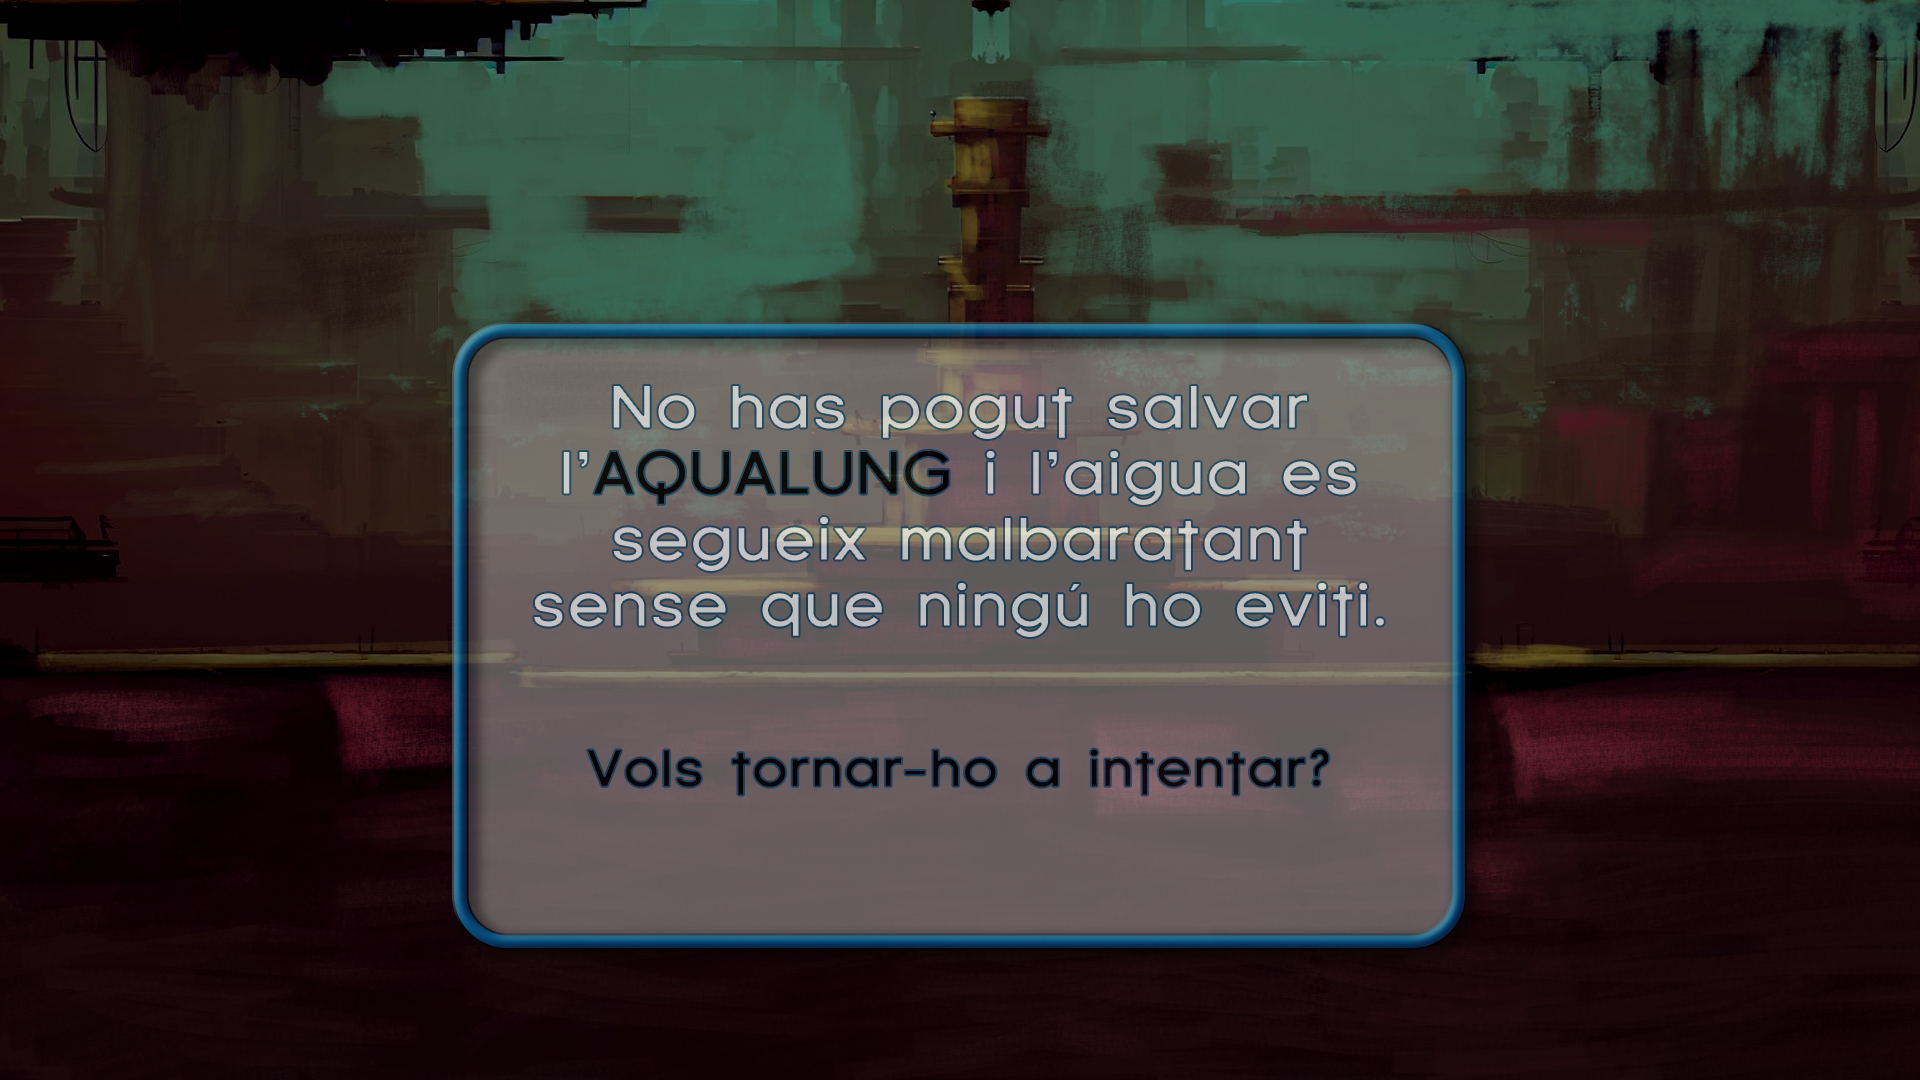 No has pogut salvar
l’AQUALUNG i l’aigua es
segueix malbaratant
sense que ningú ho eviti.
Vols tornar-ho a intentar?